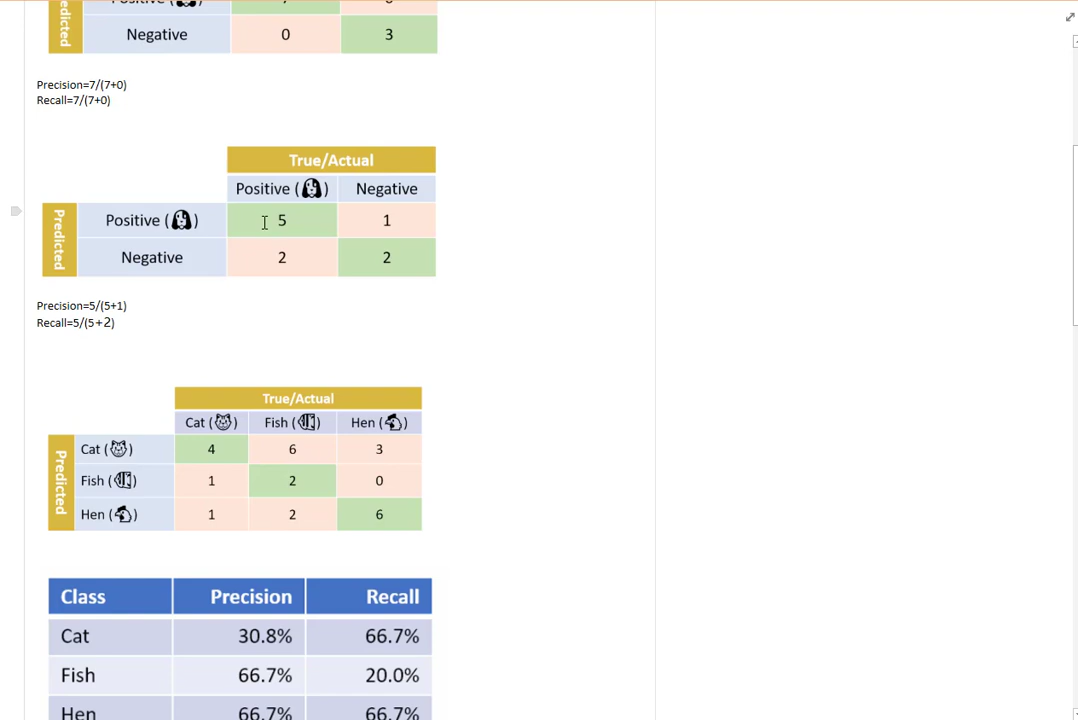 Predicted
Negative 0 3
Precision=7/(7+0)
Recall=7/(7+0)
True/Actual
Positive ( ) Negative
Predicted
Positive ( ) 5 1
Negative 2 2
Precision=5/(5+1)
Recall=5/(5+2)
True/Actual
Cat ( ) Fish ( ) Hen ( )
Predicted
Cat ( ) 4 6 3
Fish ( ) 1 2 0
Hen ( ) 1 2 6
Class Precision Recall
Cat 30.8% 66.7%
Fish 66.7% 20.0%
Hen 66.7% 66.7%